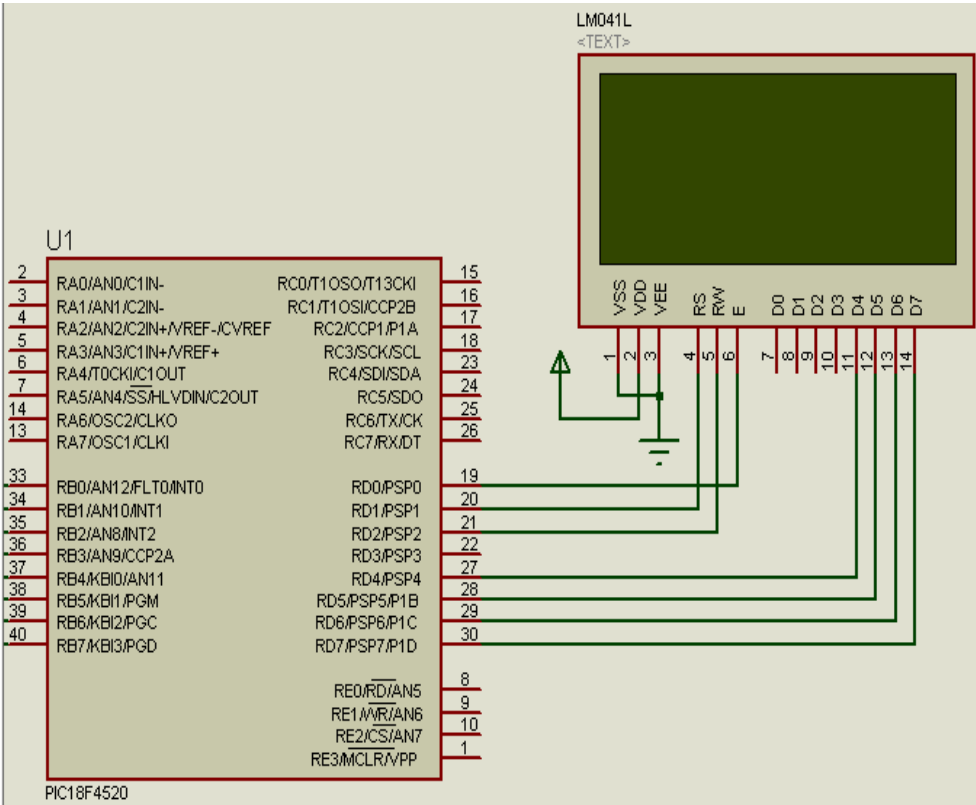 LM041L
<TEXT>
VSS
VDD
VEE
RS
RW
E
D0
D1
D2
D3
D4
D5
D6
D7
1
2
3
4
5
6
7
8
9
10
11
12
13
14
U1
2 RA0/AN0/C1IN- RC0/T1OSO/T13CKI 15
3 RA1/AN1/C2IN- RC1/T1OSI/CCP2B 16
4 RA2/AN2/C2IN+/VREF-/CVREF RC2/CCP1/P1A 17
5 RA3/AN3/C1IN+/VREF+ RC3/SCK/SCL 18
6 RA4/T0CKI/C1OUT RC4/SDI/SDA 23
7 RA5/AN4/SS/HLVDIN/C2OUT RC5/SDO 24
14 RA6/OSC2/CLKO RC6/TX/CK 25
13 RA7/OSC1/CLKI RC7/RX/DT 26
33 RB0/AN12/FLT0/INT0 RD0/PSP0 19
34 RB1/AN10/INT1 RD1/PSP1 20
35 RB2/AN8/INT2 RD2/PSP2 21
36 RB3/AN9/CCP2A RD3/PSP3 22
37 RB4/KBI0/AN11 RD4/PSP4 27
38 RB5/KBI1/PGM RD5/PSP5/P1B 28
39 RB6/KBI2/PGC RD6/PSP6/P1C 29
40 RB7/KBI3/PGD RD7/PSP7/P1D 30
RE0/RD/AN5 8
RE1/WR/AN6 9
RE2/CS/AN7 10
RE3/MCLR/VPP 1
PIC18F4520